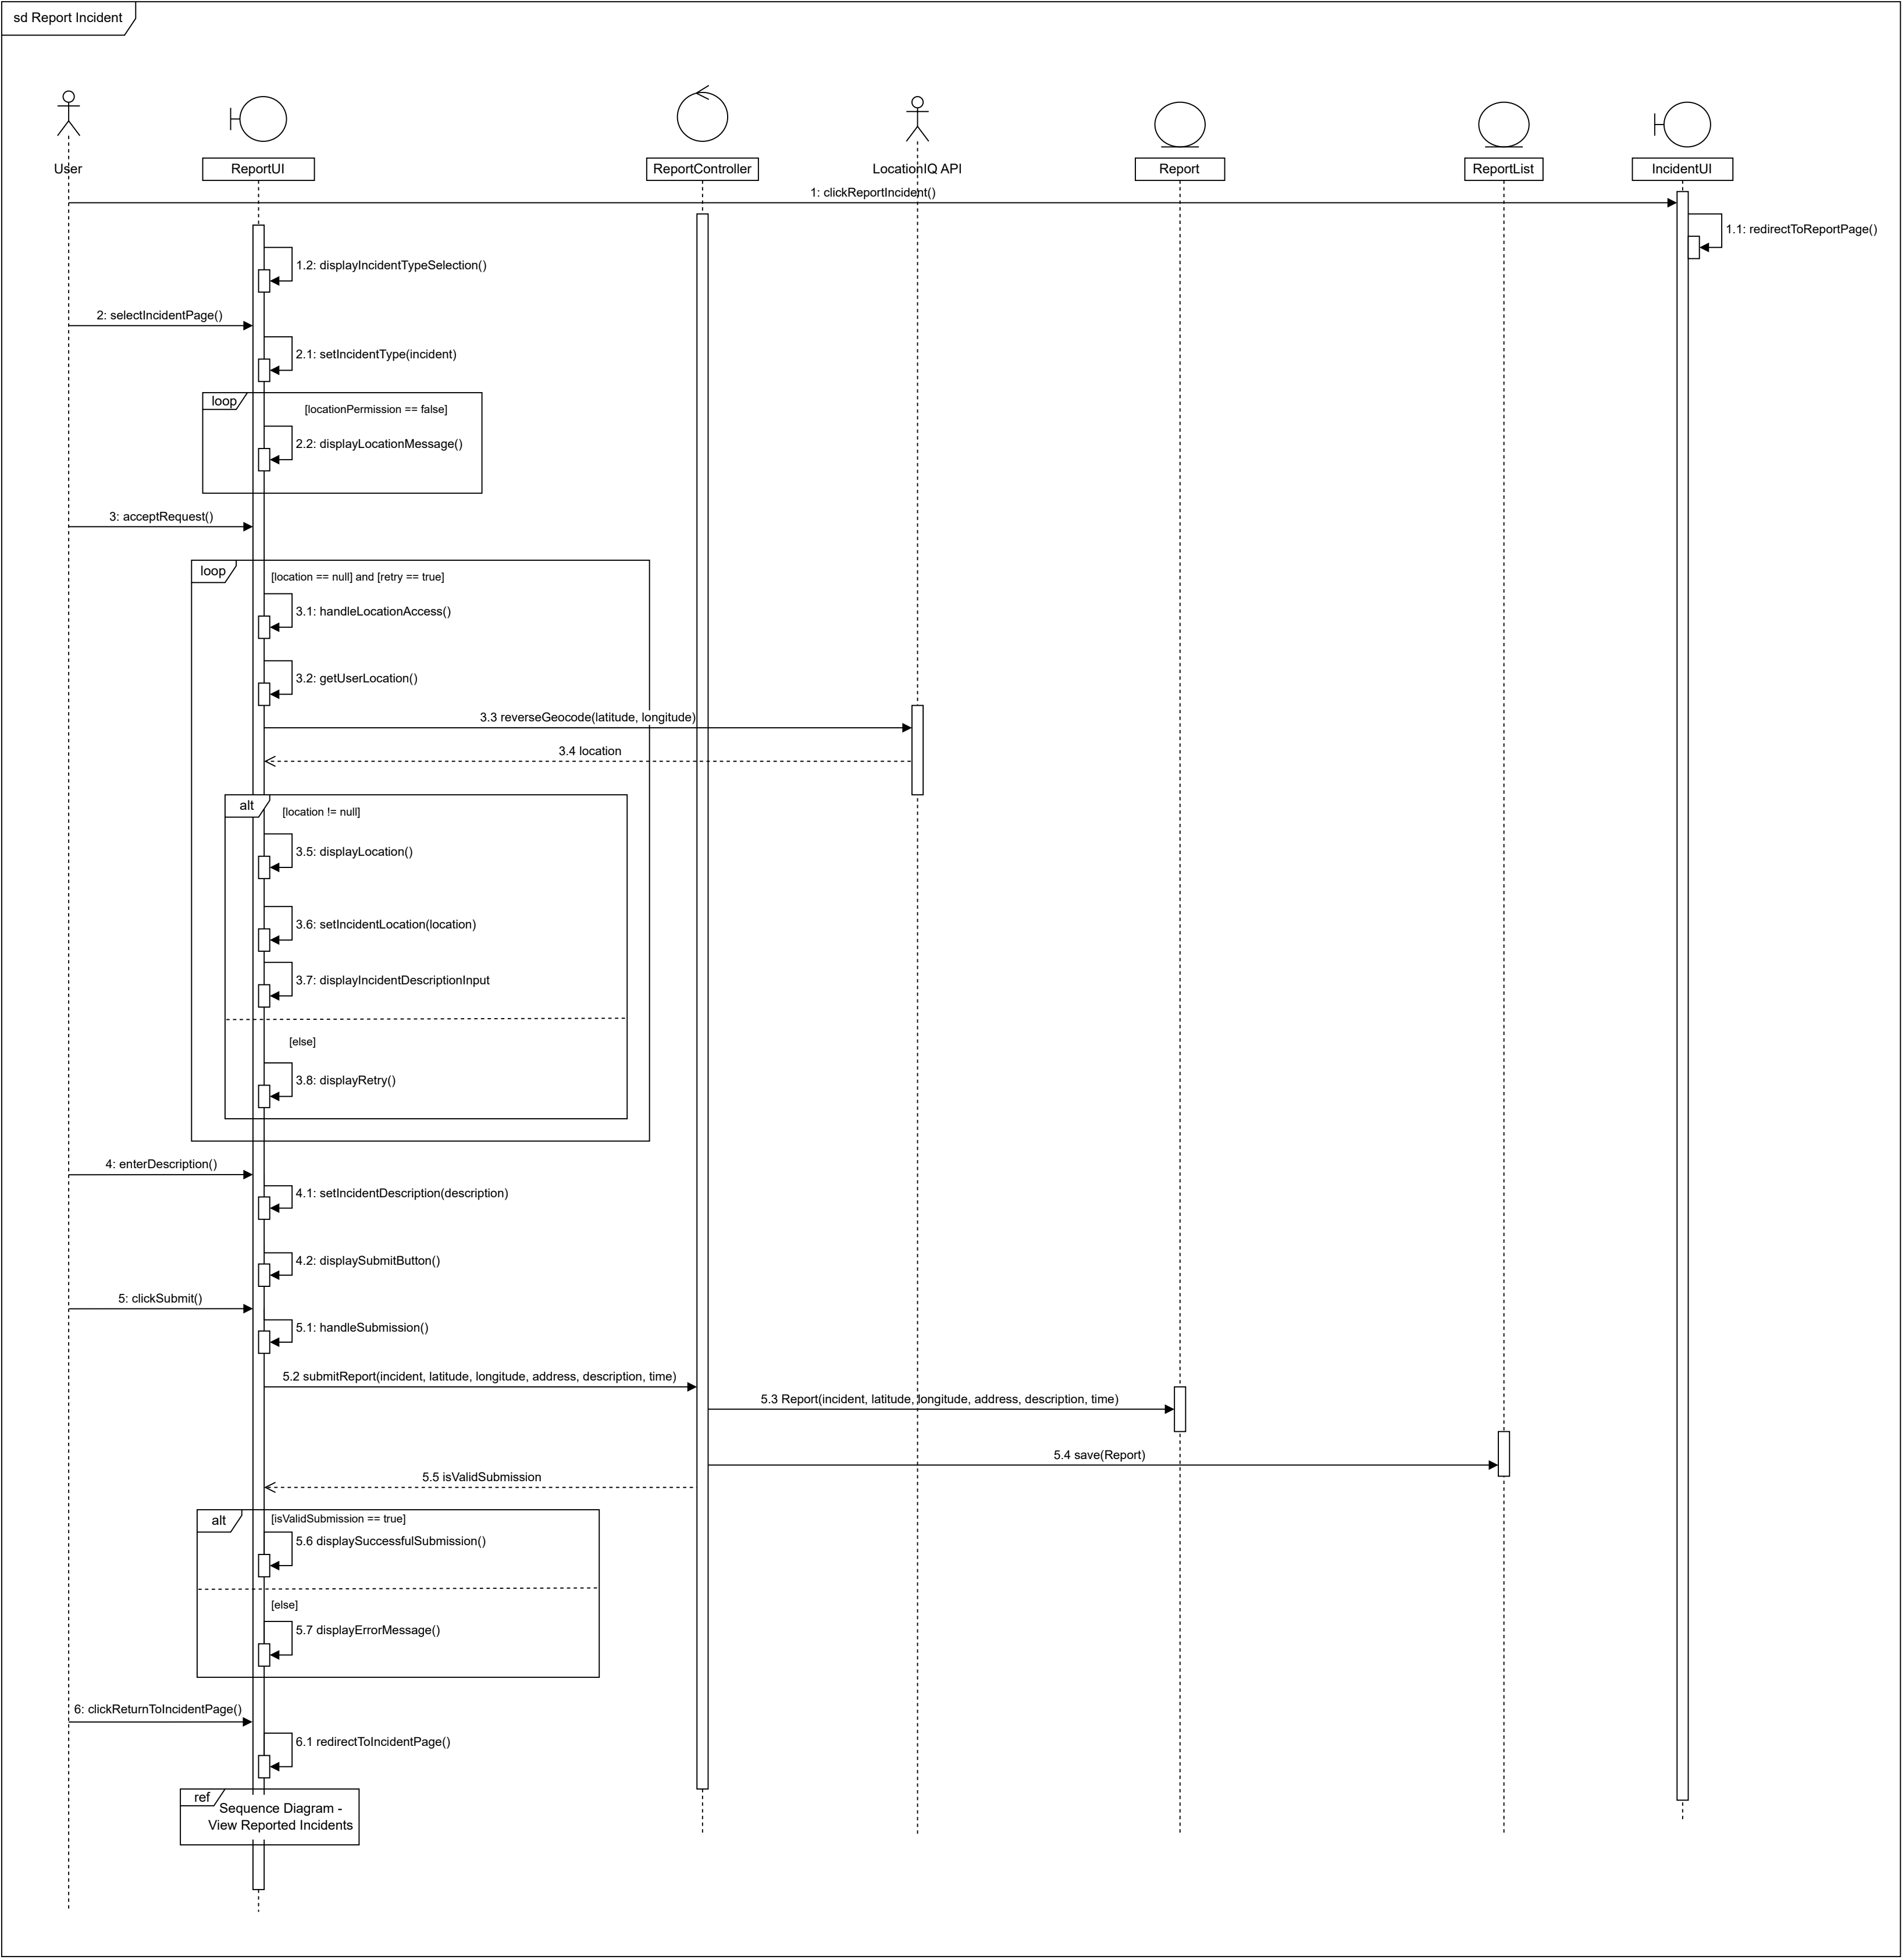 sd Report Incident
User
ReportUI
ReportController
LocationIQ API
Report
ReportList
IncidentUI
1: clickReportIncident()
1.1: redirectToReportPage()
1.2: displayIncidentTypeSelection()
2: selectIncidentPage()
2.1: setIncidentType(incident)
loop
[locationPermission == false]
2.2: displayLocationMessage()
3: acceptRequest()
loop
[location == null] and [retry == true]
3.1: handleLocationAccess()
3.2: getUserLocation()
3.3 reverseGeocode(latitude, longitude)
3.4 location
alt
[location != null]
3.5: displayLocation()
3.6: setIncidentLocation(location)
3.7: displayIncidentDescriptionInput
[else]
3.8: displayRetry()
4: enterDescription()
4.1: setIncidentDescription(description)
4.2: displaySubmitButton()
5: clickSubmit()
5.1: handleSubmission()
5.2 submitReport(incident, latitude, longitude, address, description, time)
5.3 Report(incident, latitude, longitude, address, description, time)
5.4 save(Report)
5.5 isValidSubmission
alt
[isValidSubmission == true]
5.6 displaySuccessfulSubmission()
[else]
5.7 displayErrorMessage()
6: clickReturnToIncidentPage()
6.1 redirectToIncidentPage()
ref
Sequence Diagram -
View Reported Incidents